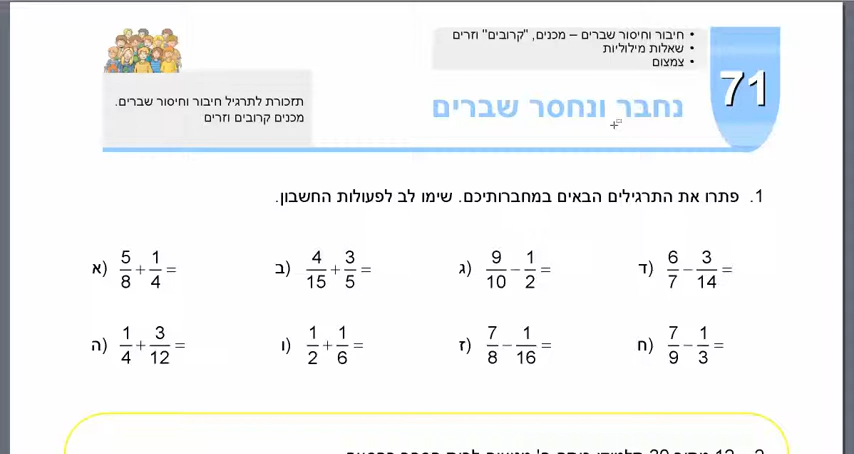 71
• חיבור וחיסור שברים – מכנים, "קרובים" וזרים
• שאלות מילוליות
• צמצום
נחבר ונחסר שברים
תזכורת לתרגיל חיבור וחיסור שברים.
מכנים קרובים וזרים
1. פתרו את התרגילים הבאים במחברותיכם. שימו לב לפעולות החשבון.
א) 5/8 + 1/4 =
ב) 4/15 + 3/5 =
ג) 9/10 − 1/2 =
ד) 6/7 − 3/14 =
ה) 1/4 + 3/12 =
ו) 1/2 + 1/6 =
ז) 7/8 − 1/16 =
ח) 7/9 − 1/3 =